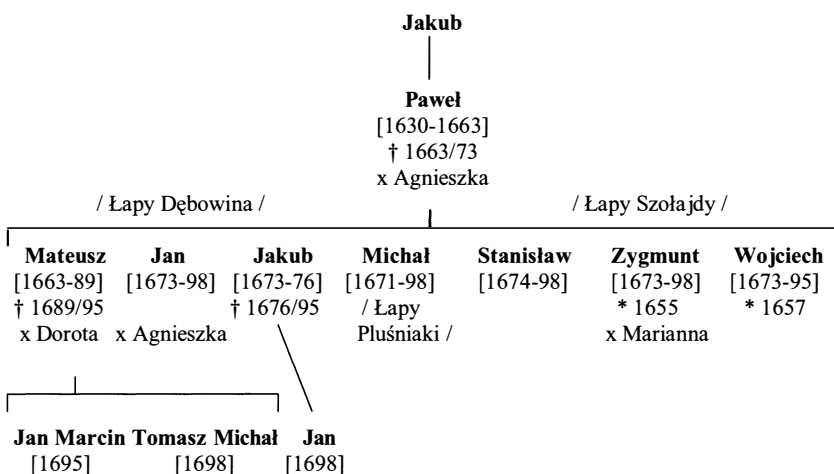 Jakub
Paweł
[1630-1663]
† 1663/73
x Agnieszka
/ Łapy Dębowina / / Łapy Szołajdy /
Mateusz Jan Jakub Michał Stanisław Zygmunt Wojciech
[1663-89] [1673-98] [1673-76] [1671-98] [1674-98] [1673-98] [1673-95]
† 1689/95 † 1676/95 / Łapy * 1655 * 1657
x Dorota x Agnieszka Pluśniaki / x Marianna
Jan Marcin Tomasz Michał Jan
[1695] [1698] [1698]